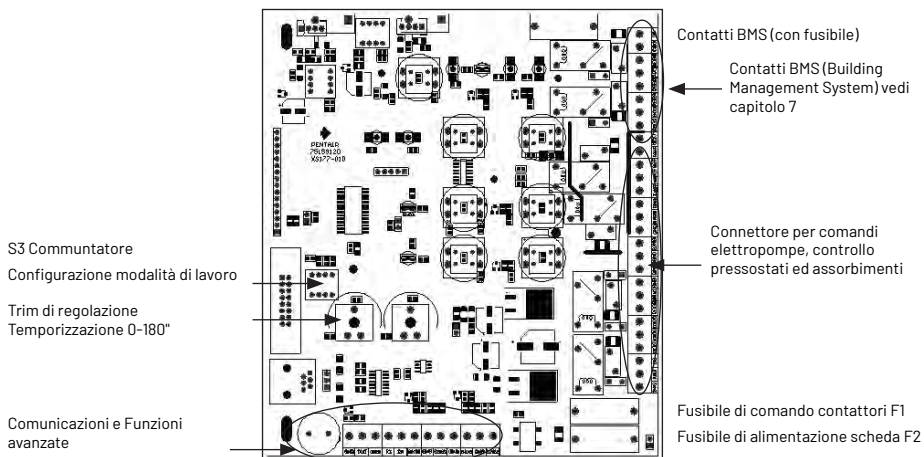 Contatti BMS (con fusibile)
Contatti BMS (Building
Management System) vedi
capitolo 7
PENTAIR
S3 Communtatore
Configurazione modalità di lavoro
Trim di regolazione
Temporizzazione 0-180"
Connettore per comandi
elettropompe, controllo
pressostati ed assorbimenti
Comunicazioni e Funzioni
avanzate
Fusibile di comando contattori F1
Fusibile di alimentazione scheda F2